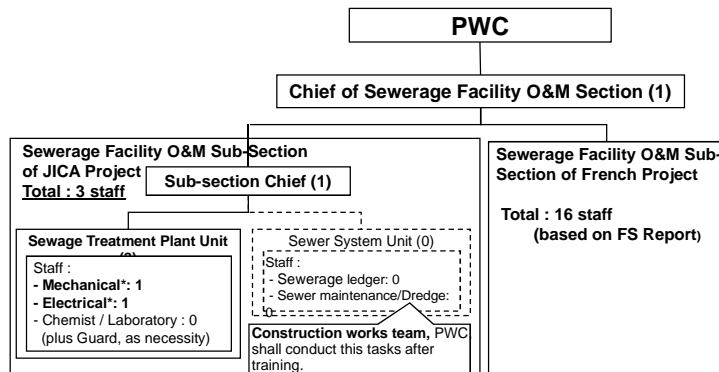 PWC
Chief of Sewerage Facility O&M Section (1)
Sewerage Facility O&M Sub-Section
of JICA Project
Total : 3 staff
Sub-section Chief (1)
Sewerage Facility O&M Sub-
Section of French Project
Total : 16 staff
(based on FS Report)
Sewage Treatment Plant Unit
Staff :
- Mechanical*: 1
- Electrical*: 1
- Chemist / Laboratory : 0
(plus Guard, as necessity)
Sewer System Unit (0)
Staff :
- Sewerage ledger: 0
- Sewer maintenance/Dredge:
0
Construction works team, PWC,
shall conduct this tasks after
training.